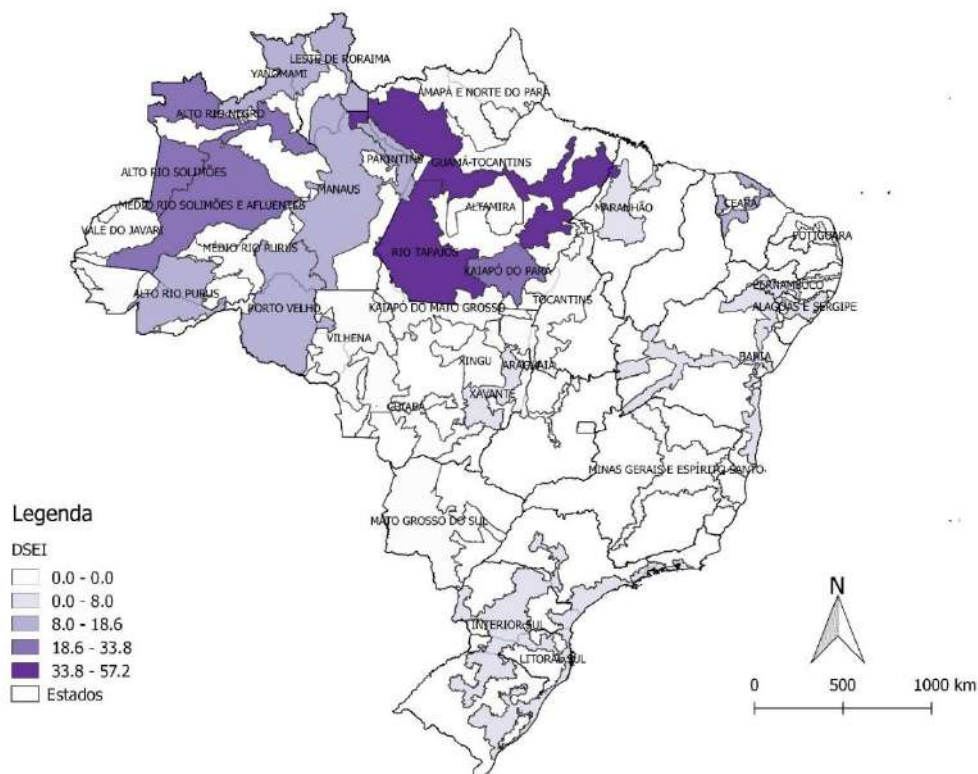 LESTE DE RORAIMA
YANOMAMI
AMAPÁ E NORTE DO PARÁ
ALTO RIO NEGRO
PARINTINS
GUAMÁ-TOCANTINS
ALTO RIO SOLIMÕES
MANAUS
ALTAMIRA
MARANHÃO
CEARÁ
MÉDIO RIO SOLIMÕES E AFLUENTES
VALE DO JAVARI
POTIGUARA
MÉDIO RIO PURUS
RIO TAPAJÓS
KAIAPÓ DO PARÁ
PERNAMBUCO
ALTO RIO PURUS
TOCANTINS
PORTO VELHO
KAIAPÓ DO MATO GROSSO
ALAGOAS E SERGIPE
VILHENA
XINGU
ARAGUAIA
BAHIA
XAVANTE
CUIABÁ
MINAS GERAIS E ESPÍRITO SANTO
MATO GROSSO DO SUL
INTERIOR SUL
LITORAL SUL
Legenda
DSEI
0.0 - 0.0
0.0 - 8.0
8.0 - 18.6
18.6 - 33.8
33.8 - 57.2
Estados
N
0 500 1000 km